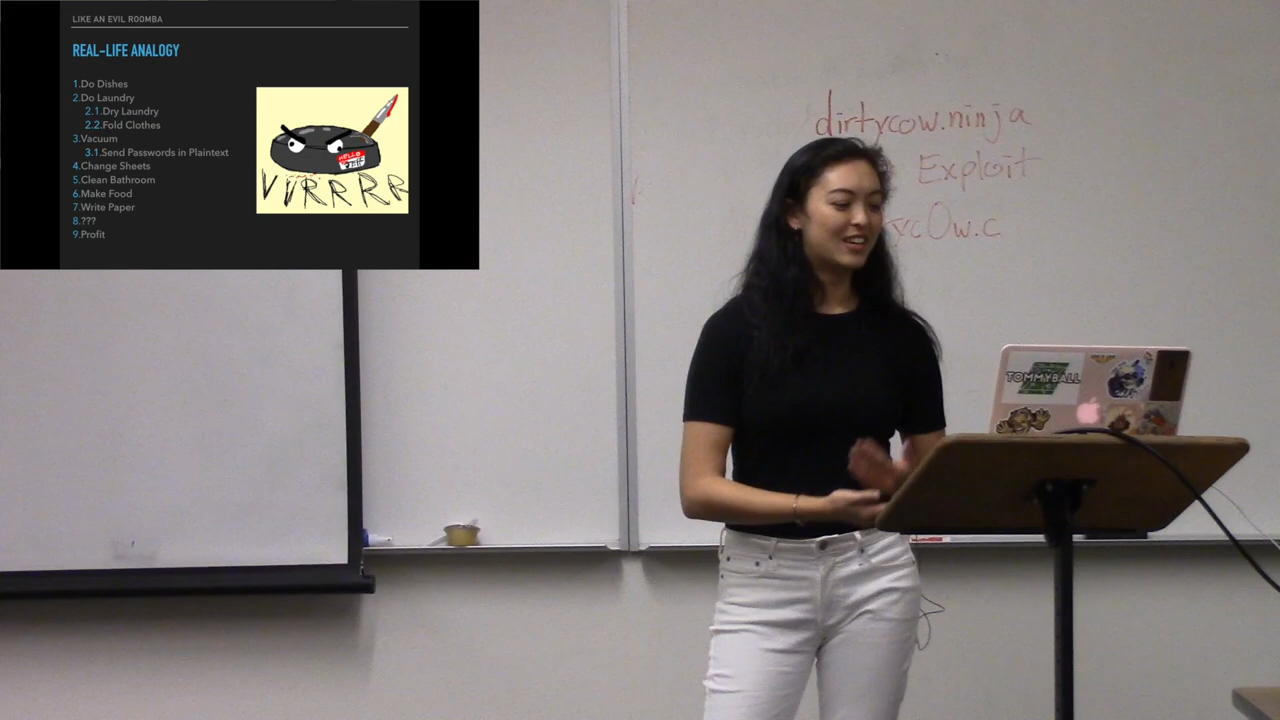 LIKE AN EVIL ROOMBA
REAL-LIFE ANALOGY
1.Do Dishes
2.Do Laundry
2.1.Dry Laundry
2.2.Fold Clothes
3.Vacuum
3.1.Send Passwords in Plaintext
4.Change Sheets
5.Clean Bathroom
6.Make Food
7.Write Paper
8.???
9.Profit
HELLO
VVRRRR
dirtycow.ninja
Exploit
yc0w.c
TOMMYBALL